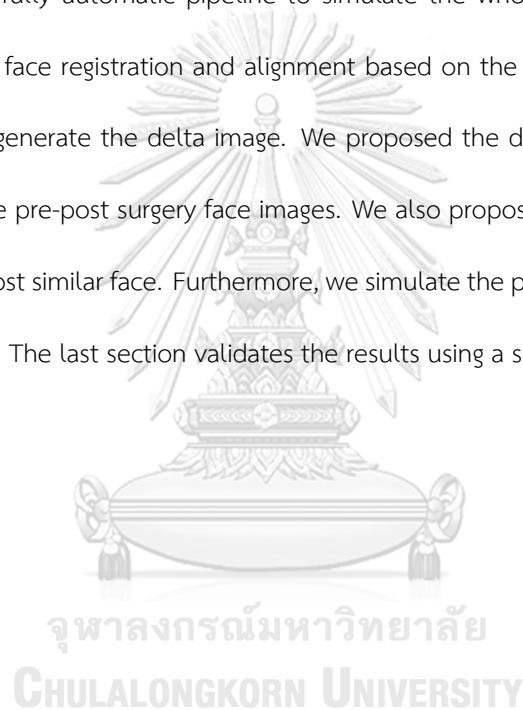 fully automatic pipeline to simulate the
face registration and alignment based on the
generate the delta image. We proposed the
pre-post surgery face images. We also
similar face. Furthermore, we simulate the
The last section validates the results using a
จุฬาลงกรณ์มหาวิทยาลัย
CHULALONGKORN UNIVERSITY